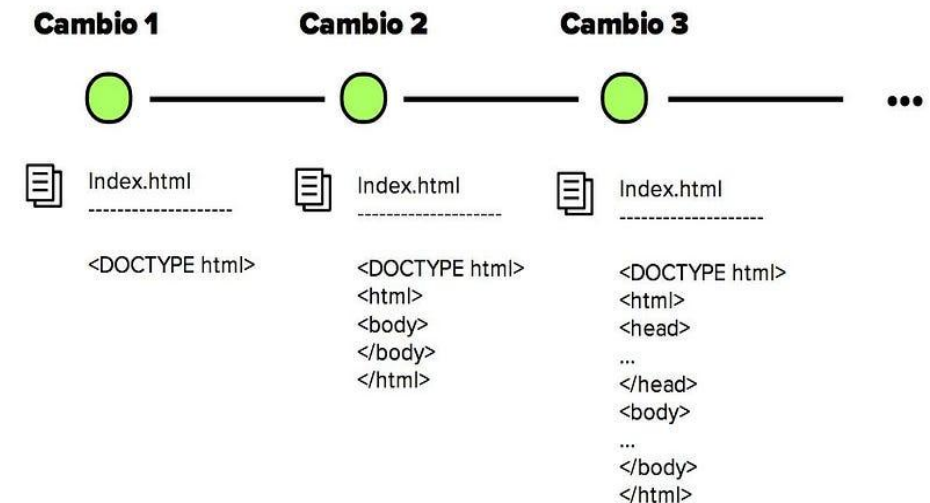 Cambio 1
Cambio 2
Cambio 3
...
Index.html
--------------------
<DOCTYPE html>
Index.html
--------------------
<DOCTYPE html>
<html>
<body>
</body>
</html>
Index.html
--------------------
<DOCTYPE html>
<html>
<head>
...
</head>
<body>
...
</body>
</html>